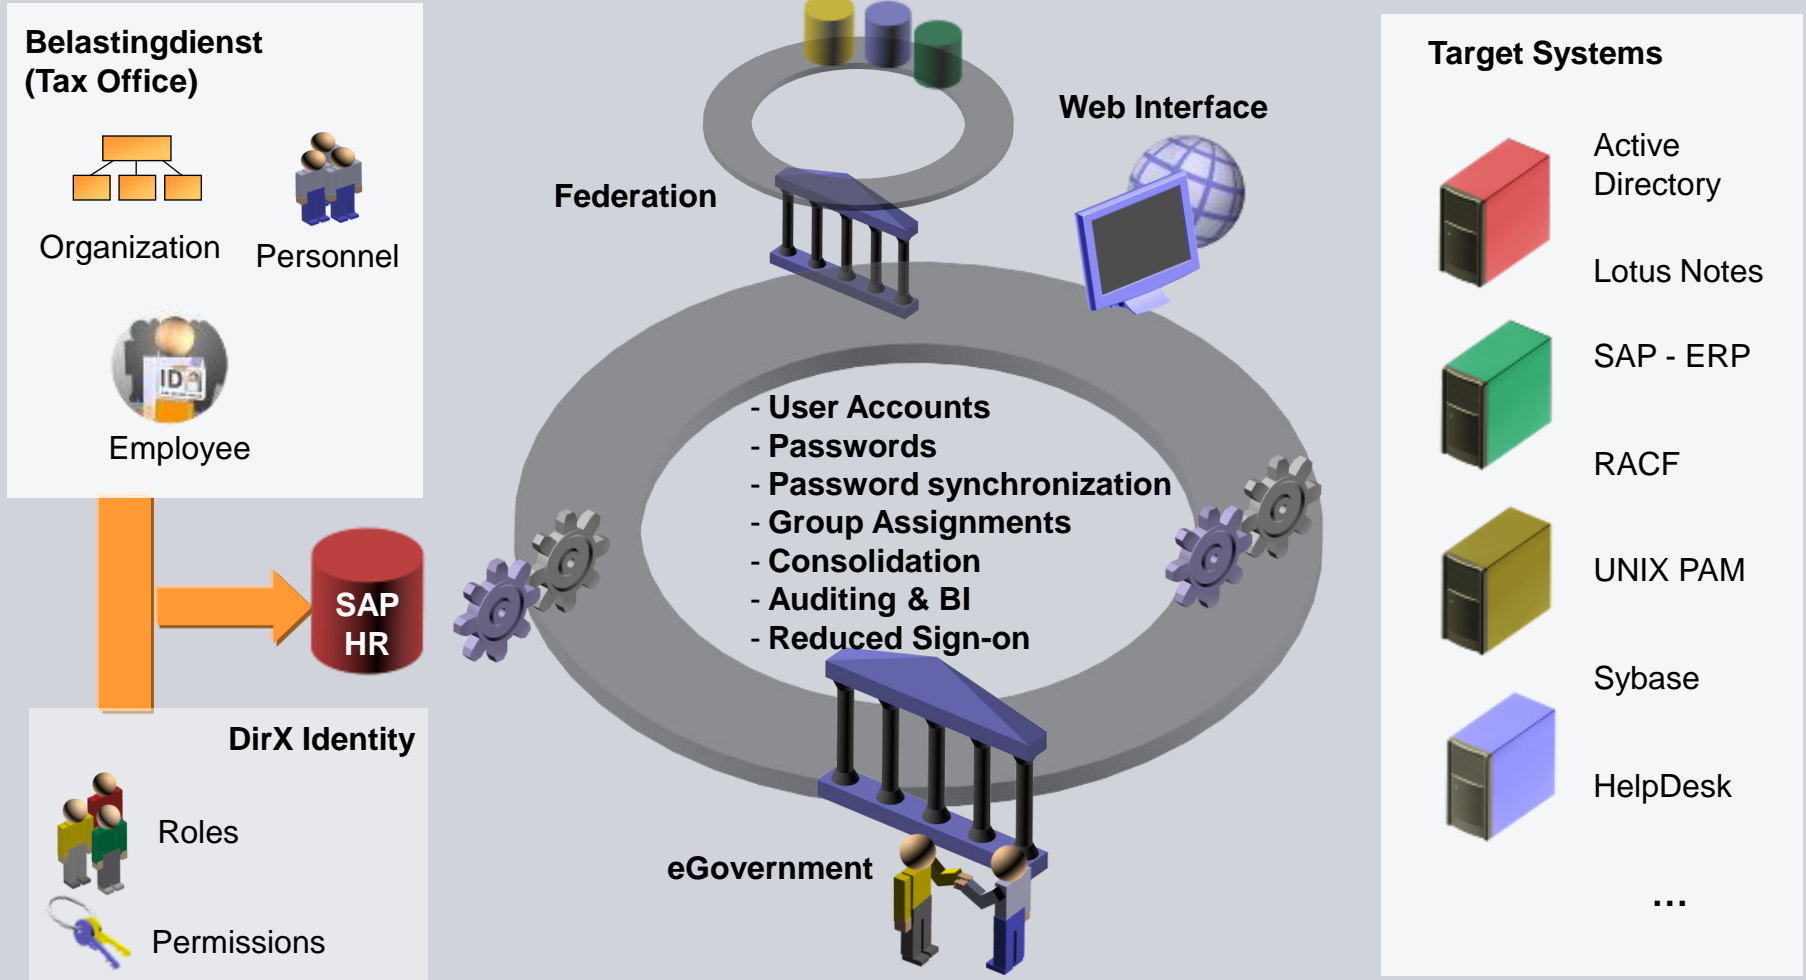 Belastingdienst
(Tax Office)
Organization
Personnel
ID
Employee
SAP
HR
DirX Identity
Roles
Permissions
Federation
Web Interface
- User Accounts
- Passwords
- Password synchronization
- Group Assignments
- Consolidation
- Auditing & BI
- Reduced Sign-on
eGovernment
Target Systems
Active
Directory
Lotus Notes
SAP - ERP
RACF
UNIX PAM
Sybase
HelpDesk
...